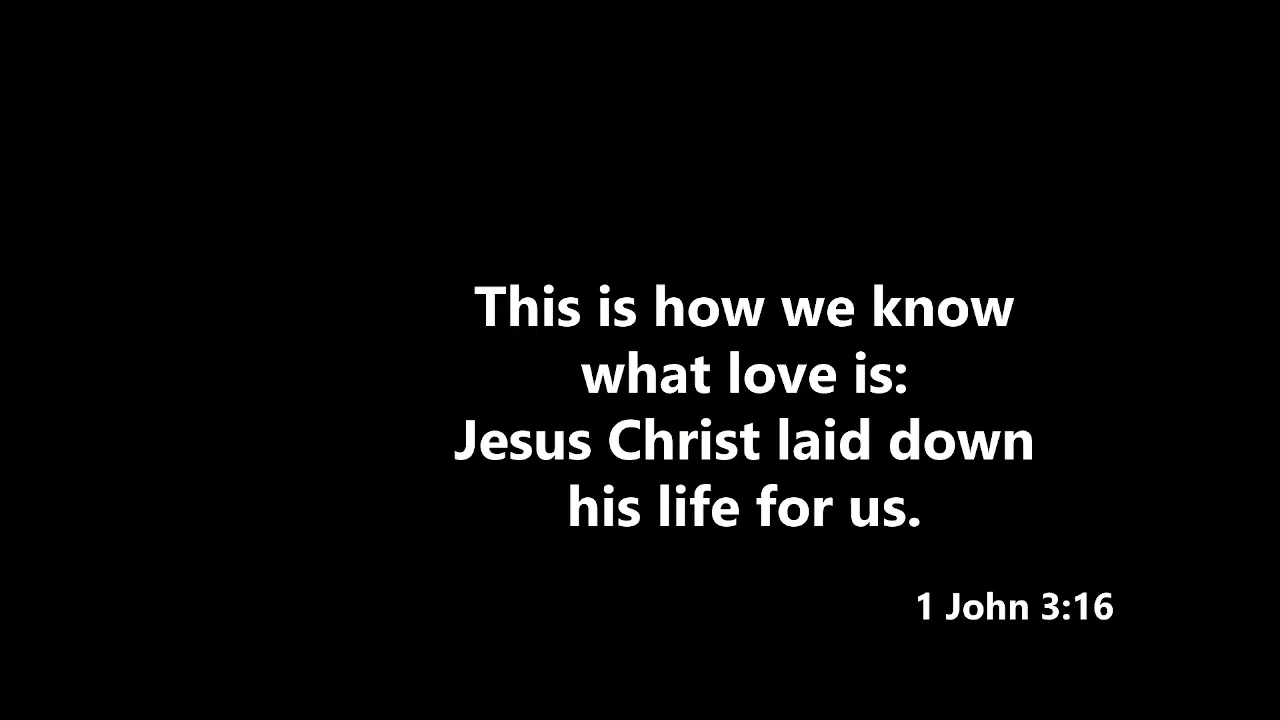 This is how we know
what love is:
Jesus Christ laid down
his life for us.
1 John 3:16